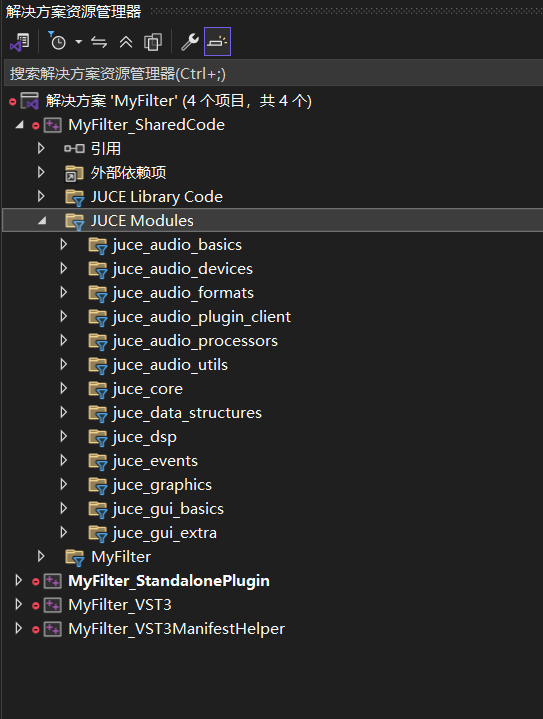 解决方案资源管理器
搜索解决方案资源管理器(Ctrl+;)
解决方案 'MyFilter' (4 个项目，共 4 个)
MyFilter_SharedCode
引用
外部依赖项
JUCE Library Code
JUCE Modules
juce_audio_basics
juce_audio_devices
juce_audio_formats
juce_audio_plugin_client
juce_audio_processors
juce_audio_utils
juce_core
juce_data_structures
juce_dsp
juce_events
juce_graphics
juce_gui_basics
juce_gui_extra
MyFilter
MyFilter_StandalonePlugin
MyFilter_VST3
MyFilter_VST3ManifestHelper